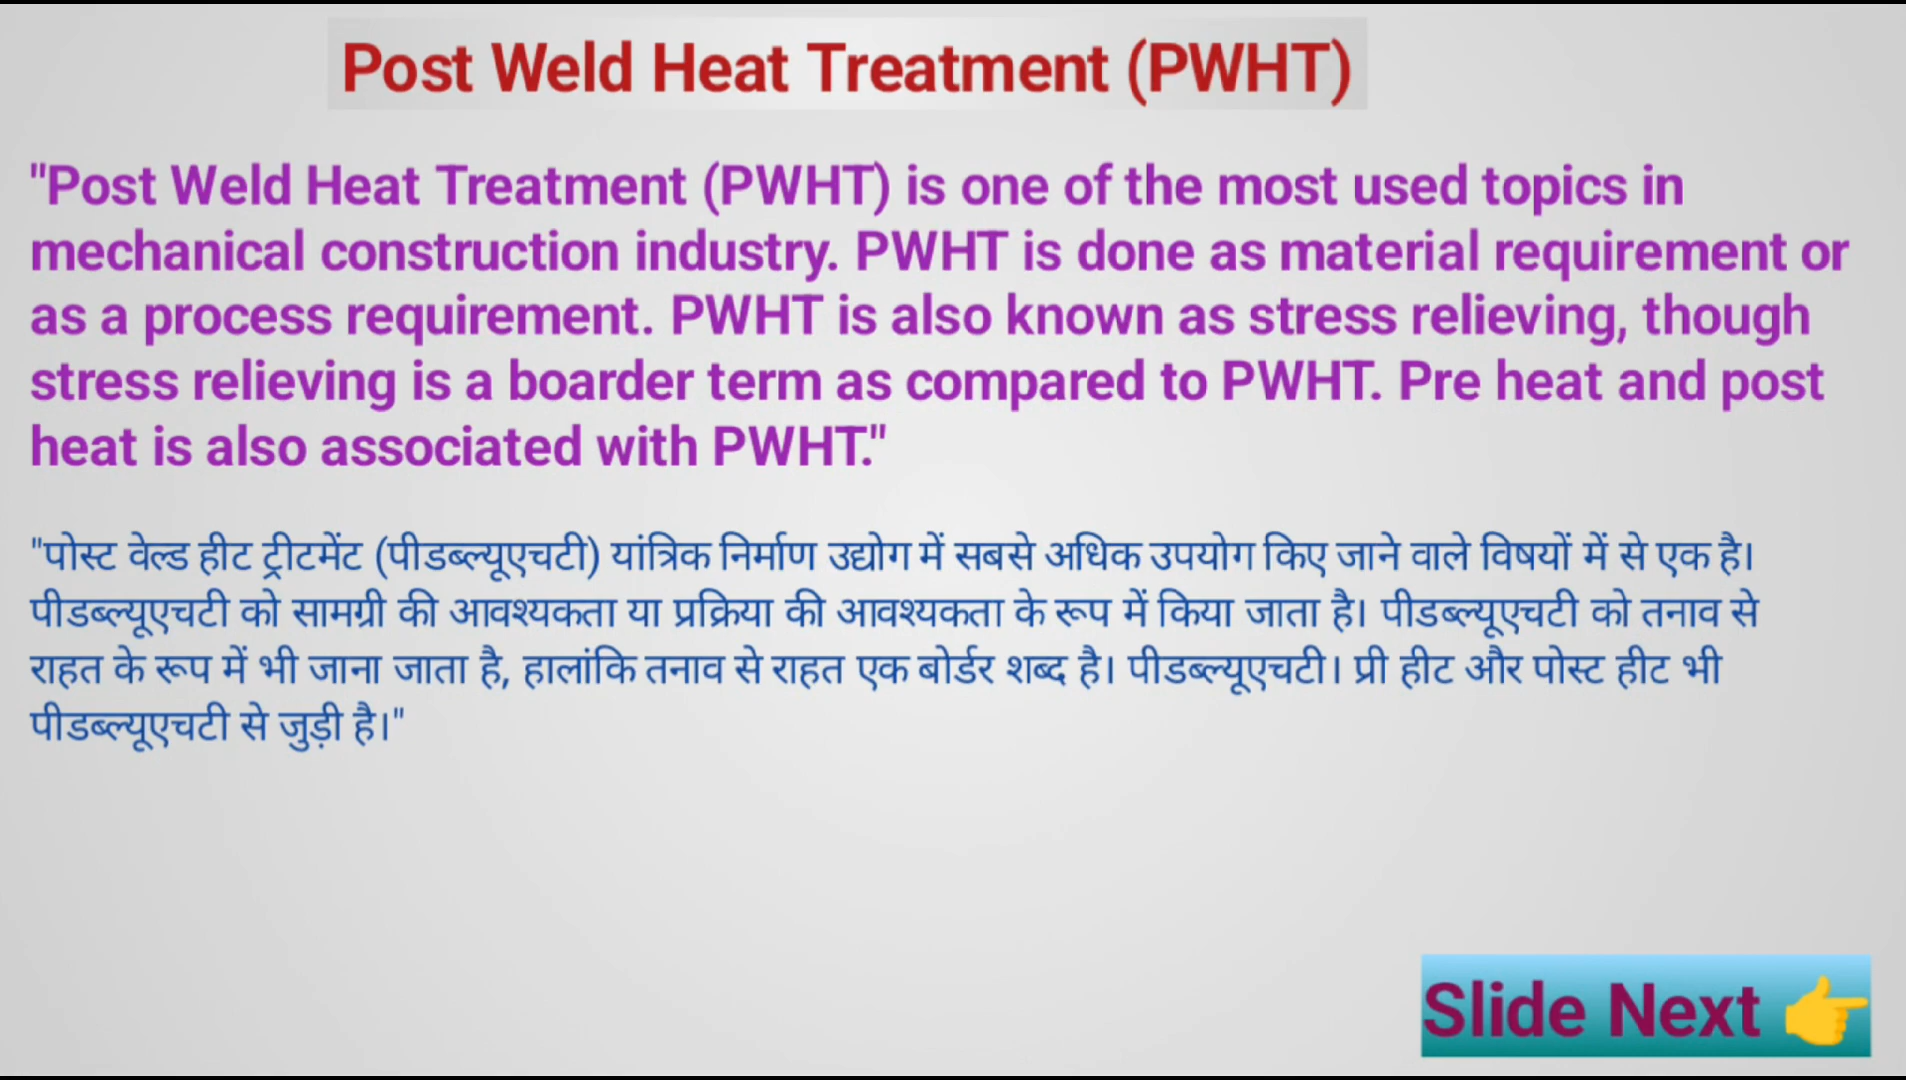 Post Weld Heat Treatment (PWHT)
"Post Weld Heat Treatment (PWHT) is one of the most used topics in
mechanical construction industry. PWHT is done as material requirement or
as a process requirement. PWHT is also known as stress relieving, though
stress relieving is a boarder term as compared to PWHT. Pre heat and post
heat is also associated with PWHT."
"पोस्ट वेल्ड हीट ट्रीटमेंट (पीडब्ल्यूएचटी) यांत्रिक निर्माण उद्योग में सबसे अधिक उपयोग किए जाने वाले विषयों में से एक है।
पीडब्ल्यूएचटी को सामग्री की आवश्यकता या प्रक्रिया की आवश्यकता के रूप में किया जाता है। पीडब्ल्यूएचटी को तनाव से
राहत के रूप में भी जाना जाता है, हालांकि तनाव से राहत एक बोर्डर शब्द है। पीडब्ल्यूएचटी। प्री हीट और पोस्ट हीट भी
पीडब्ल्यूएचटी से जुड़ी है।"
Slide Next 👉